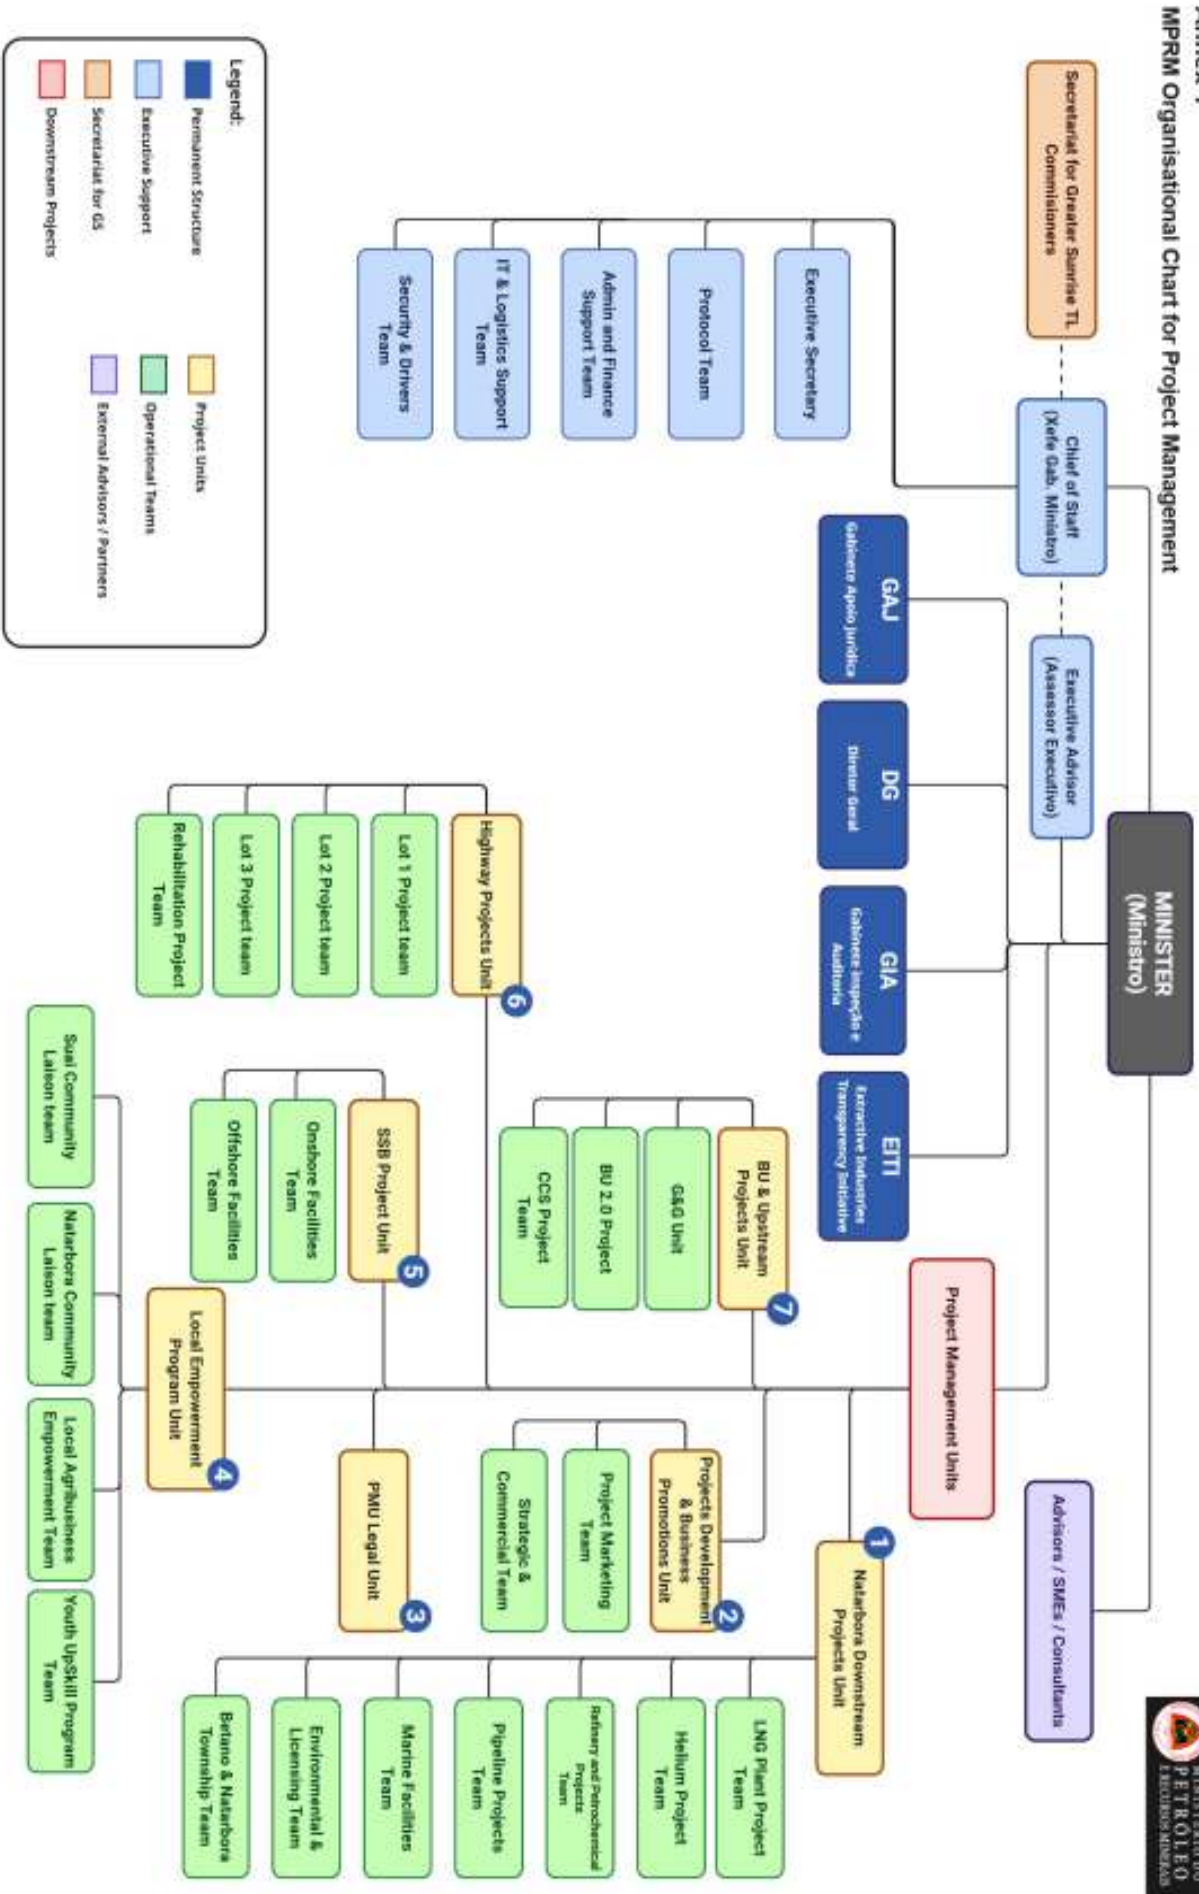 MPRM Organisational Chart for Project Management
PETRÓLEO
E RECURSOS MINERAIS
MINISTER
(Ministro)
Secretariat for Greater Sunrise TL
Commisioners
Chief of Staff
(Xefe Gab. Ministro)
Executive Advisor
(Assessor Executivo)
Advisors / SMEs / Consultants
Executive Secretary
Protocol Team
Admin and Finance
Support Team
IT & Logistics Support
Team
Security & Drivers
Team
GAJ
Gabinete Apoio Juridica
DG
Diretor Geral
GIA
Gabinete inspeção e
Auditoria
EITI
Extractive Industries
Transparency Initiative
Project Management Units
1
Natarbora Downstream
Projects Unit
LNG Plant Project
Team
Helium Project
Team
Refinery and Petrochemical
Projects
Team
Pipeline Projects
Team
Marine Facilities
Team
Environmental &
Licensing Team
Betano & Natarbora
Township Team
2
Projects Development
& Business
Promotions Unit
Project Marketing
Team
Strategic &
Commercial Team
7
BU & Upstream
Projects Unit
G&G Unit
BU 2.0 Project
CCS Project
Team
6
Highway Projects Unit
Lot 1 Project team
Lot 2 Project team
Lot 3 Project team
Rehabilitation Project
Team
5
SSB Project Unit
Onshore Facilities
Team
Offshore Facilities
Team
3
PMU Legal Unit
4
Local Empowerment
Program Unit
Suai Community
Laison team
Natarbora Community
Laison team
Local Agribusiness
Empowerment Team
Youth UpSkill Program
Team
Legend:
Permanent Structure
Executive Support
Secretariat for GS
Downstream Projects
Project Units
Operational Teams
External Advisors / Partners